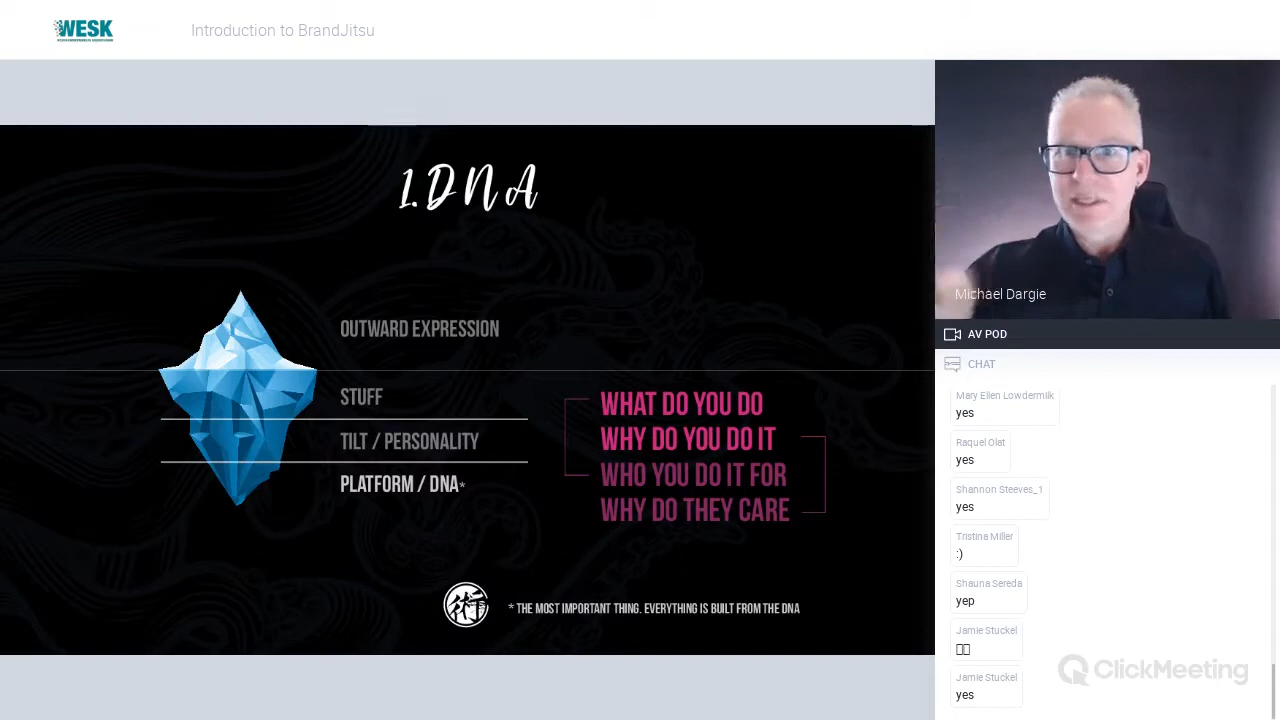 WESK
Introduction to BrandJitsu
1. DNA
OUTWARD EXPRESSION
STUFF
TILT / PERSONALITY
PLATFORM / DNA*
WHAT DO YOU DO
WHY DO YOU DO IT
WHO YOU DO IT FOR
WHY DO THEY CARE
術
* THE MOST IMPORTANT THING. EVERYTHING IS BUILT FROM THE DNA
Michael Dargie
AV POD
CHAT
Mary Ellen Lowdermilk
yes
Raquel Olat
yes
Shannon Steeves_1
yes
Tristina Miller
:)
Shauna Sereda
yep
Jamie Stuckel
Jamie Stuckel
yes
ClickMeeting